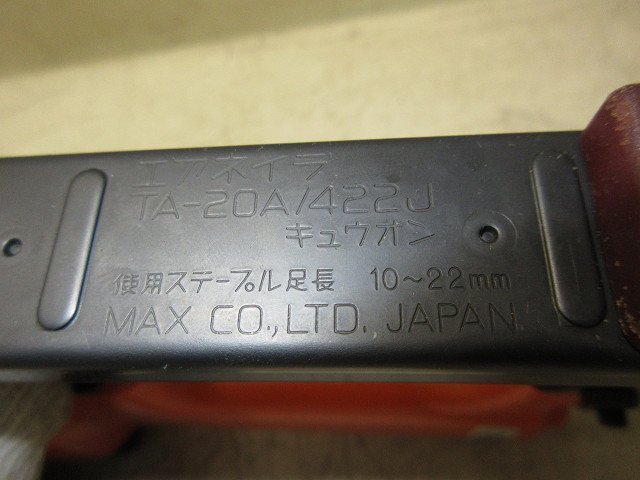 エアネイラ
TA-20A/422J
キュウオン
使用ステープル足長 10～22mm
MAX CO.,LTD. JAPAN